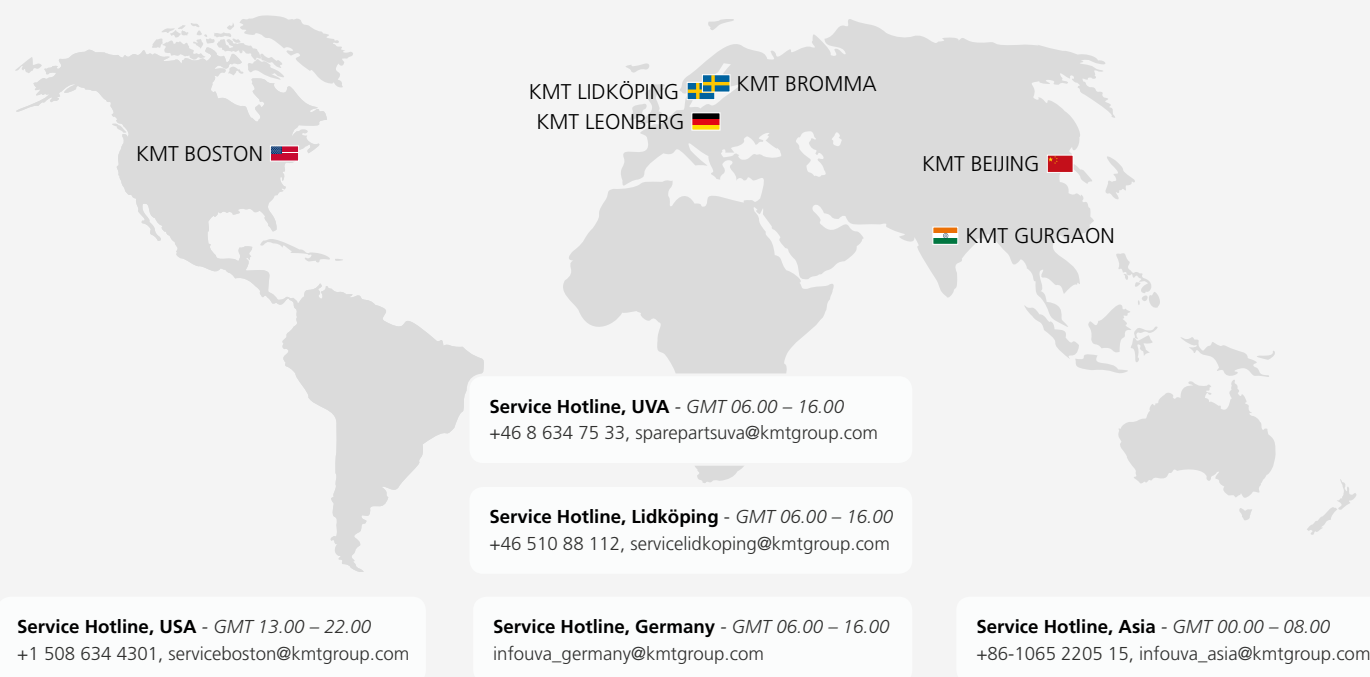 KMT LIDKÖPING
KMT BROMMA
KMT LEONBERG
KMT BOSTON
KMT BEIJING
KMT GURGAON
Service Hotline, UVA - GMT 06.00 – 16.00
+46 8 634 75 33, sparepartsuva@kmtgroup.com
Service Hotline, Lidköping - GMT 06.00 – 16.00
+46 510 88 112, servicelidkoping@kmtgroup.com
Service Hotline, USA - GMT 13.00 – 22.00
+1 508 634 4301, serviceboston@kmtgroup.com
Service Hotline, Germany - GMT 06.00 – 16.00
infouva_germany@kmtgroup.com
Service Hotline, Asia - GMT 00.00 – 08.00
+86-1065 2205 15, infouva_asia@kmtgroup.com